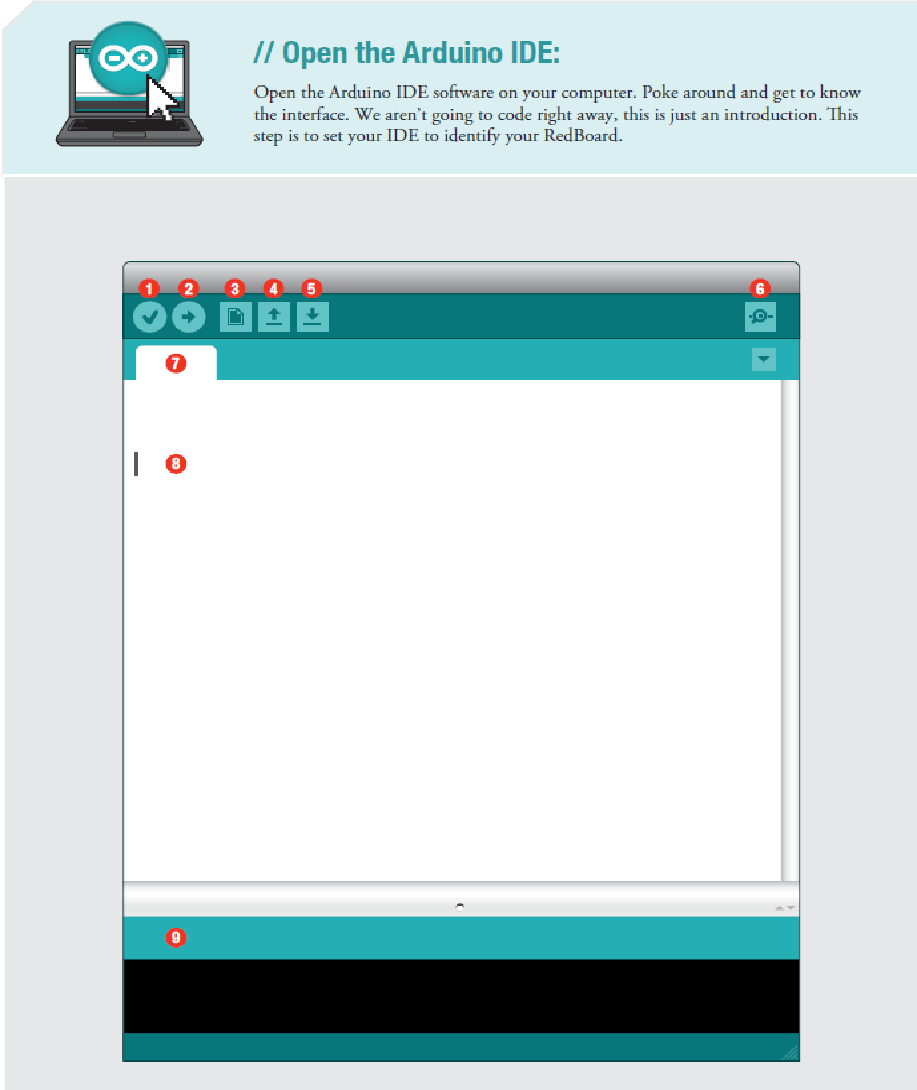 // Open the Arduino IDE:
Open the Arduino IDE software on your computer. Poke around and get to know
the interface. We aren't going to code right away, this is just an introduction. This
step is to set your IDE to identify your RedBoard.
1 2 3 4 5 6
7
8
9